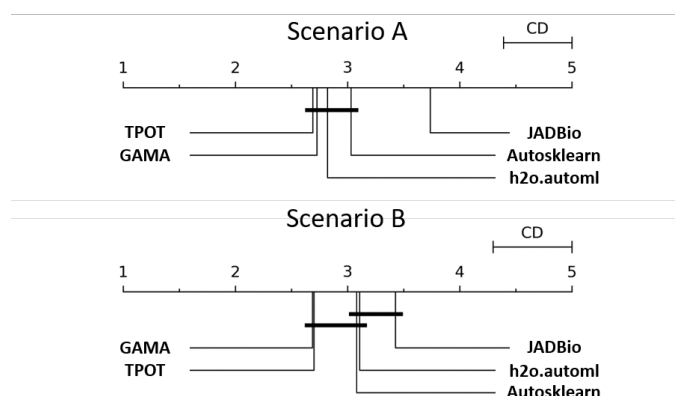 Scenario A
CD
1 2 3 4 5
TPOT JADBio
GAMA Autosklearn
h2o.automl
Scenario B
CD
1 2 3 4 5
GAMA JADBio
TPOT h2o.automl
Autosklearn